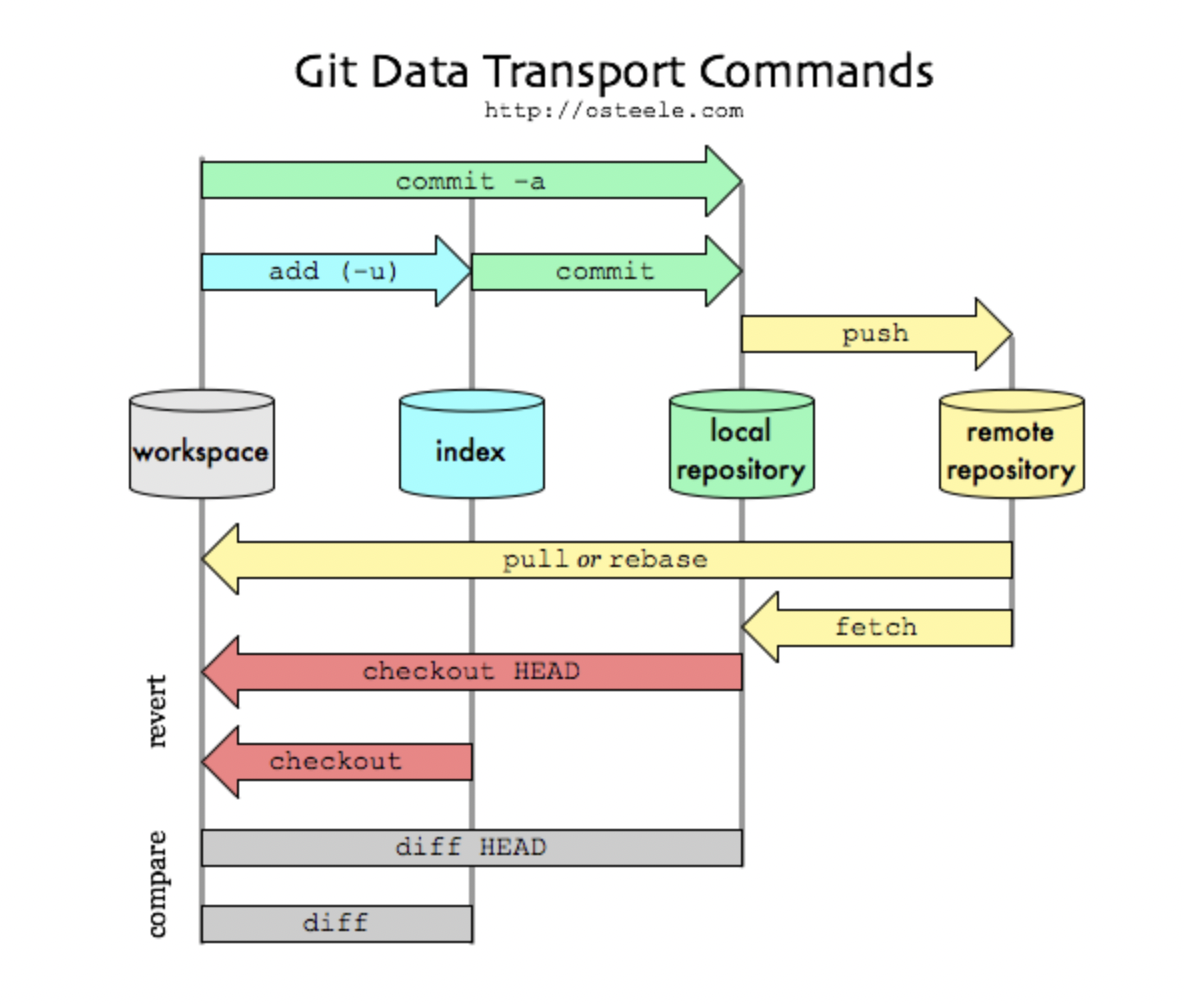 Git Data Transport Commands
http://osteele.com
commit -a
add (-u)
commit
push
workspace
index
local
repository
remote
repository
pull or rebase
fetch
revert
checkout HEAD
checkout
compare
diff HEAD
diff